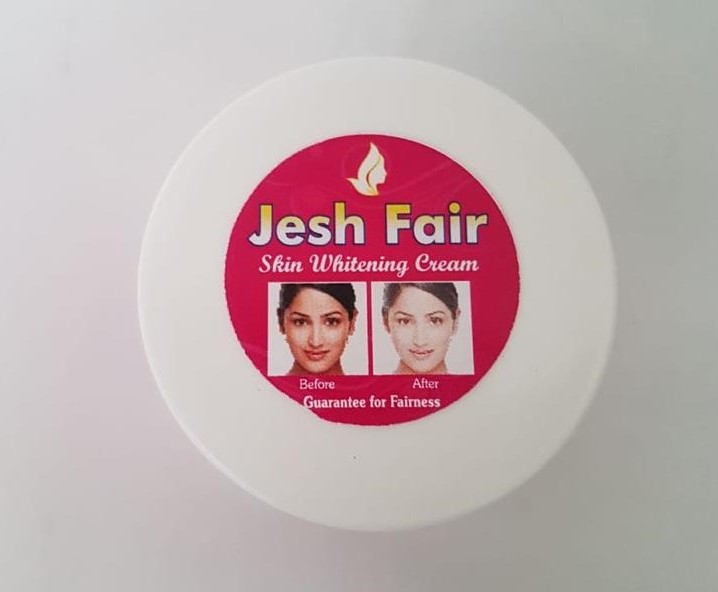 Jesh Fair
Skin Whitening Cream
Before After
Guarantee for Fairness